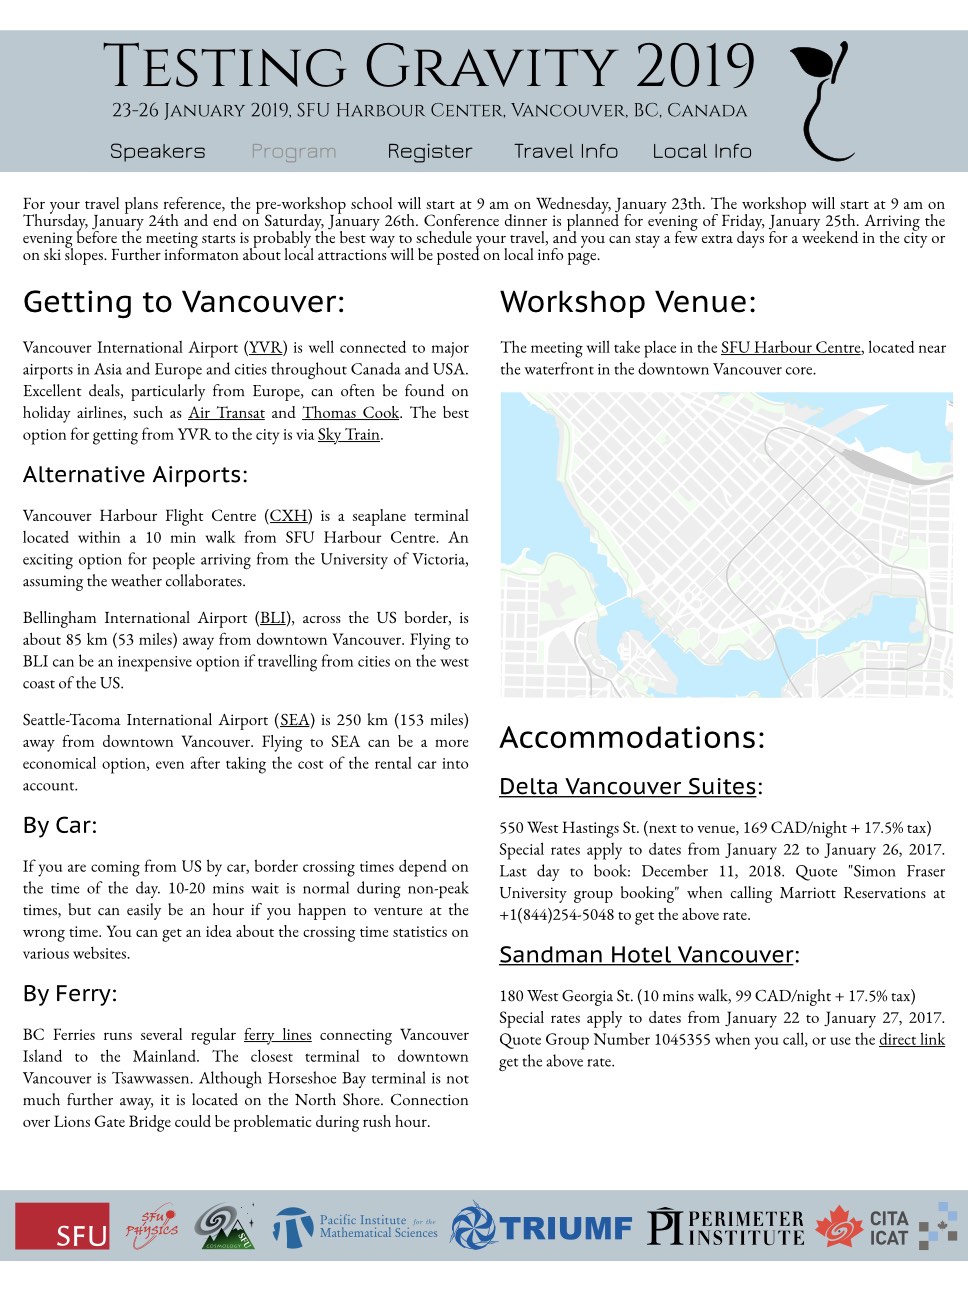 TESTING GRAVITY 2019
23-26 JANUARY 2019, SFU HARBOUR CENTER, VANCOUVER, BC, CANADA
Speakers Program Register Travel Info Local Info
For your travel plans reference, the pre-workshop school will start at 9 am on Wednesday, January 23th. The workshop will start at 9 am on
Thursday, January 24th and end on Saturday, January 26th. Conference dinner is planned for evening of Friday, January 25th. Arriving the
evening before the meeting starts is probably the best way to schedule your travel, and you can stay a few extra days for a weekend in the city or
on ski slopes. Further informaton about local attractions will be posted on local info page.
Getting to Vancouver:
Vancouver International Airport (YVR) is well connected to major
airports in Asia and Europe and cities throughout Canada and USA.
Excellent deals, particularly from Europe, can often be found on
holiday airlines, such as Air Transat and Thomas Cook. The best
option for getting from YVR to the city is via Sky Train.
Alternative Airports:
Vancouver Harbour Flight Centre (CXH) is a seaplane terminal
located within a 10 min walk from SFU Harbour Centre. An
exciting option for people arriving from the University of Victoria,
assuming the weather collaborates.
Bellingham International Airport (BLI), across the US border, is
about 85 km (53 miles) away from downtown Vancouver. Flying to
BLI can be an inexpensive option if travelling from cities on the west
coast of the US.
Seattle-Tacoma International Airport (SEA) is 250 km (153 miles)
away from downtown Vancouver. Flying to SEA can be a more
economical option, even after taking the cost of the rental car into
account.
By Car:
If you are coming from US by car, border crossing times depend on
the time of the day. 10-20 mins wait is normal during non-peak
times, but can easily be an hour if you happen to venture at the
wrong time. You can get an idea about the crossing time statistics on
various websites.
By Ferry:
BC Ferries runs several regular ferry lines connecting Vancouver
Island to the Mainland. The closest terminal to downtown
Vancouver is Tsawwassen. Although Horseshoe Bay terminal is not
much further away, it is located on the North Shore. Connection
over Lions Gate Bridge could be problematic during rush hour.
Workshop Venue:
The meeting will take place in the SFU Harbour Centre, located near
the waterfront in the downtown Vancouver core.
Accommodations:
Delta Vancouver Suites:
550 West Hastings St. (next to venue, 169 CAD/night + 17.5% tax)
Special rates apply to dates from January 22 to January 26, 2017.
Last day to book: December 11, 2018. Quote "Simon Fraser
University group booking" when calling Marriott Reservations at
+1(844)254-5048 to get the above rate.
Sandman Hotel Vancouver:
180 West Georgia St. (10 mins walk, 99 CAD/night + 17.5% tax)
Special rates apply to dates from January 22 to January 27, 2017.
Quote Group Number 1045355 when you call, or use the direct link
get the above rate.
SFU
SFU
PHYSICS
COSMOLOGY SFU
Pacific Institute for the
Mathematical Sciences
TRIUMF
PI PERIMETER
INSTITUTE
CITA
ICAT